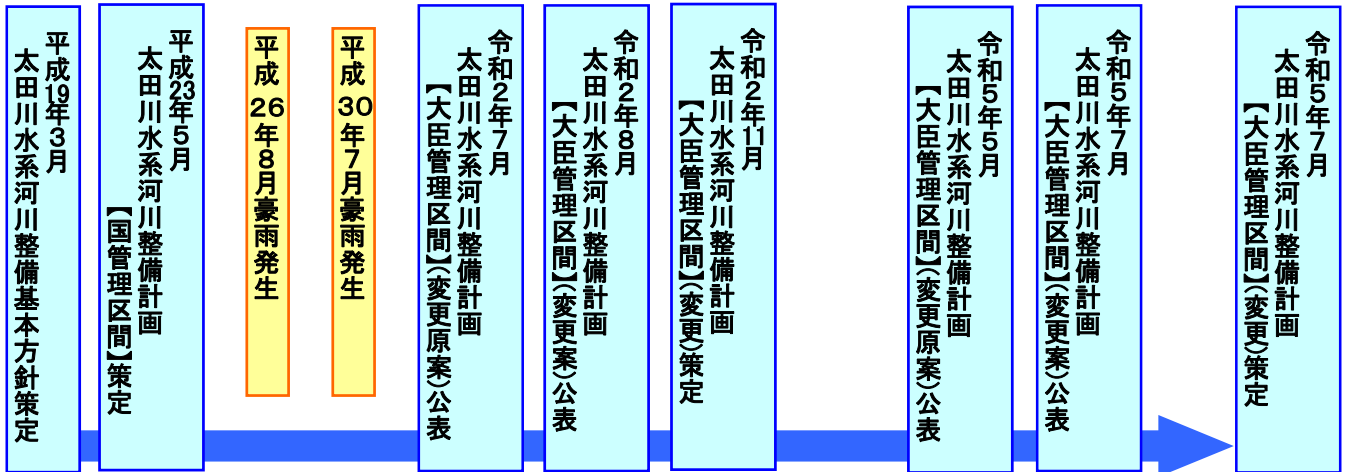 平成19年3月
太田川水系河川整備基本方針策定
平成23年5月
太田川水系河川整備計画
【国管理区間】策定
平成26年8月豪雨発生
平成30年7月豪雨発生
令和2年7月
太田川水系河川整備計画
【大臣管理区間】（変更原案）公表
令和2年8月
太田川水系河川整備計画
【大臣管理区間】（変更案）公表
令和2年11月
太田川水系河川整備計画
【大臣管理区間】（変更）策定
令和5年5月
太田川水系河川整備計画
【大臣管理区間】（変更原案）公表
令和5年7月
太田川水系河川整備計画
【大臣管理区間】（変更案）公表
令和5年7月
太田川水系河川整備計画
【大臣管理区間】（変更）策定